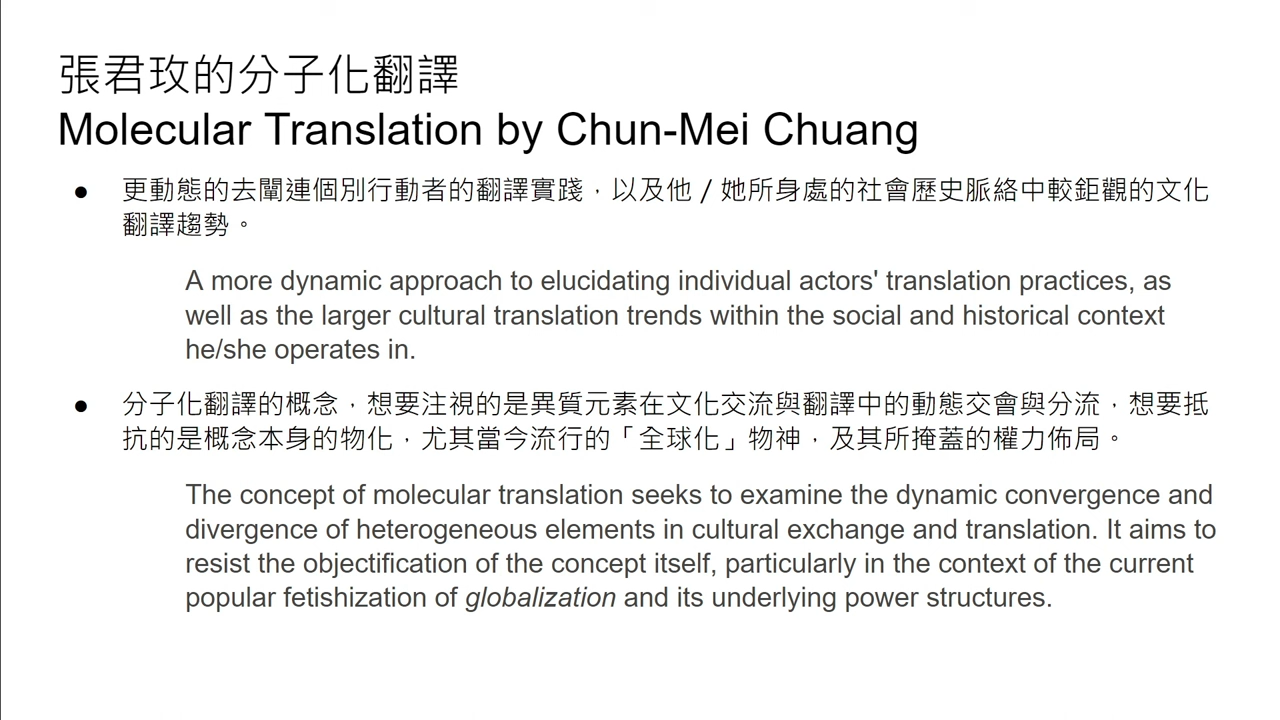 張君玫的分子化翻譯
Molecular Translation by Chun-Mei Chuang
● 更動態的去闡連個別行動者的翻譯實踐，以及他 / 她所身處的社會歷史脈絡中較鉅觀的文化
翻譯趨勢。
A more dynamic approach to elucidating individual actors' translation practices, as
well as the larger cultural translation trends within the social and historical context
he/she operates in.
● 分子化翻譯的概念，想要注視的是異質元素在文化交流與翻譯中的動態交會與分流，想要抵
抗的是概念本身的物化，尤其當今流行的「全球化」物神，及其所掩蓋的權力佈局。
The concept of molecular translation seeks to examine the dynamic convergence and
divergence of heterogeneous elements in cultural exchange and translation. It aims to
resist the objectification of the concept itself, particularly in the context of the current
popular fetishization of globalization and its underlying power structures.